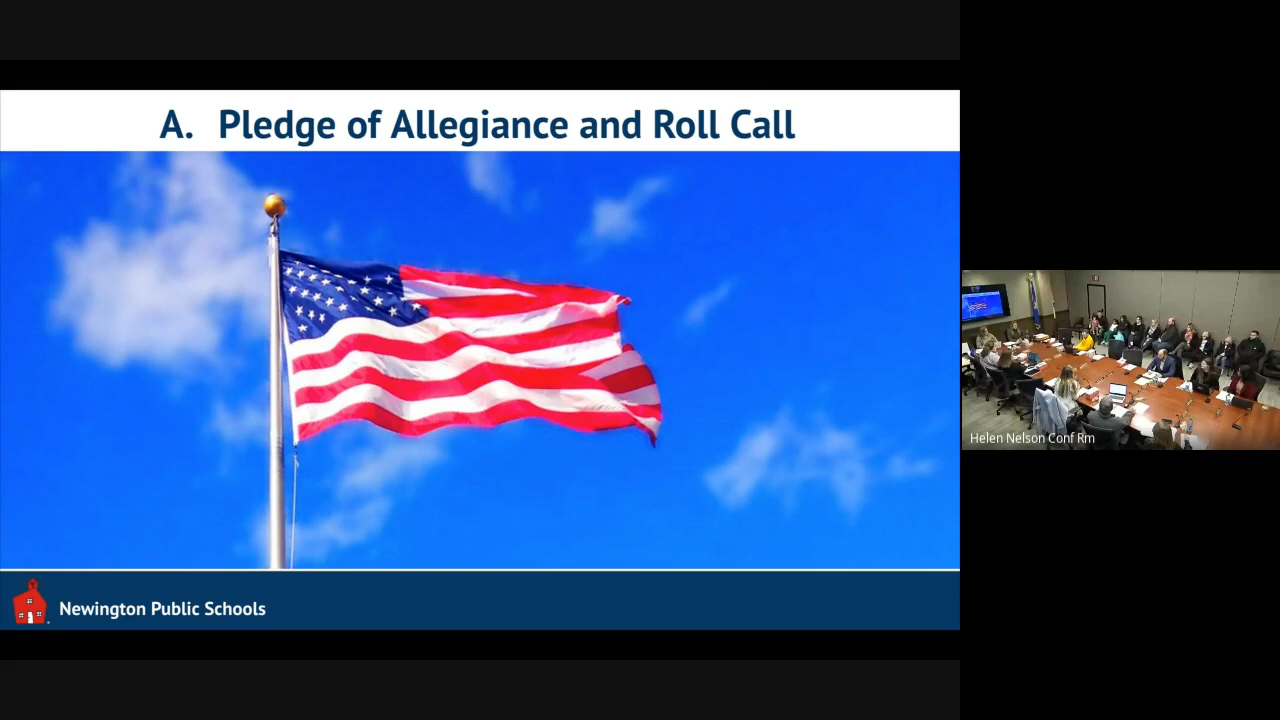 A. Pledge of Allegiance and Roll Call
Newington Public Schools
Helen Nelson Conf Rm